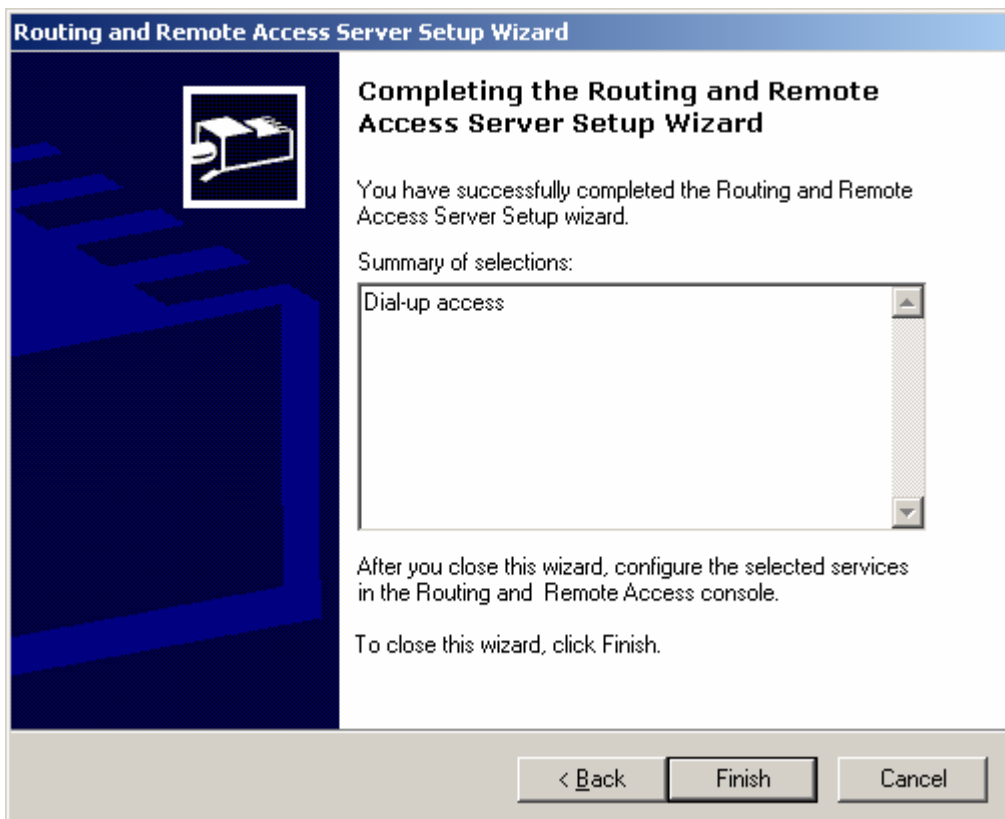 Routing and Remote Access Server Setup Wizard
Completing the Routing and Remote
Access Server Setup Wizard
You have successfully completed the Routing and Remote
Access Server Setup wizard.
Summary of selections:
Dial-up access
After you close this wizard, configure the selected services
in the Routing and  Remote Access console.
To close this wizard, click Finish.
< Back
Finish
Cancel